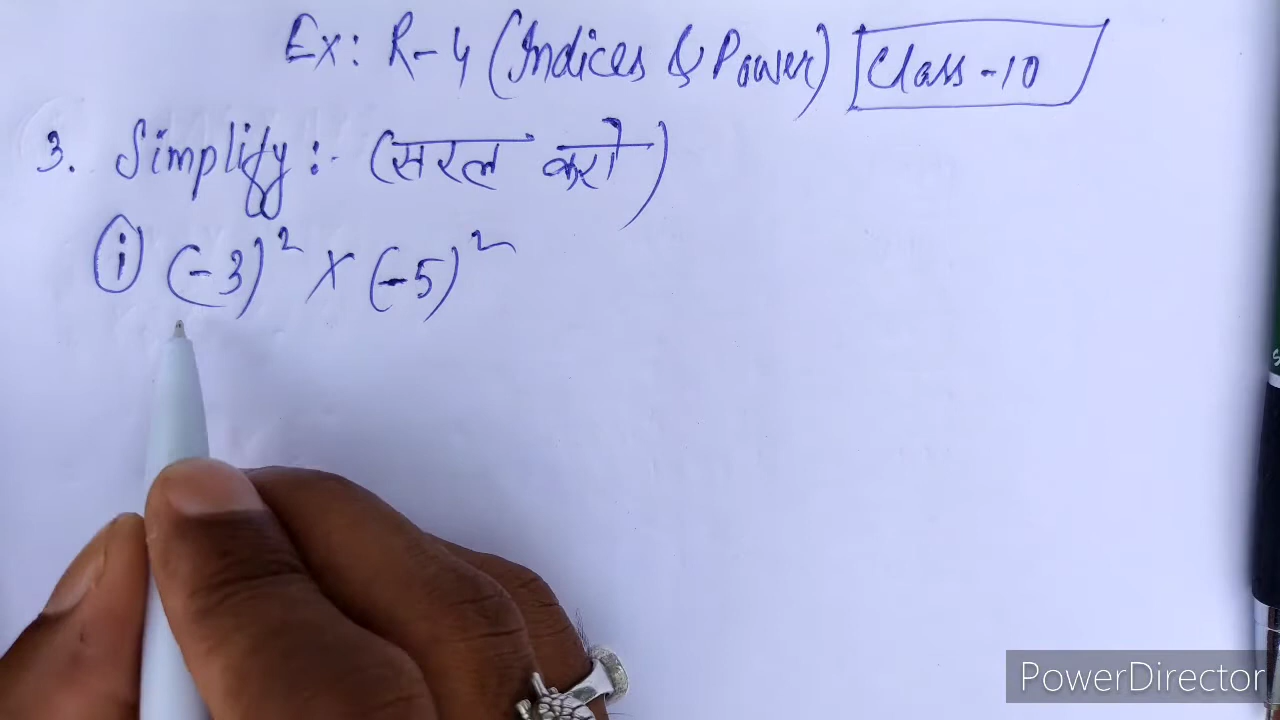 Ex: R-4 (Indices & Power) Class-10
3. Simplify:- (सरल करो)
(i) (-3)² × (-5)²
PowerDirector